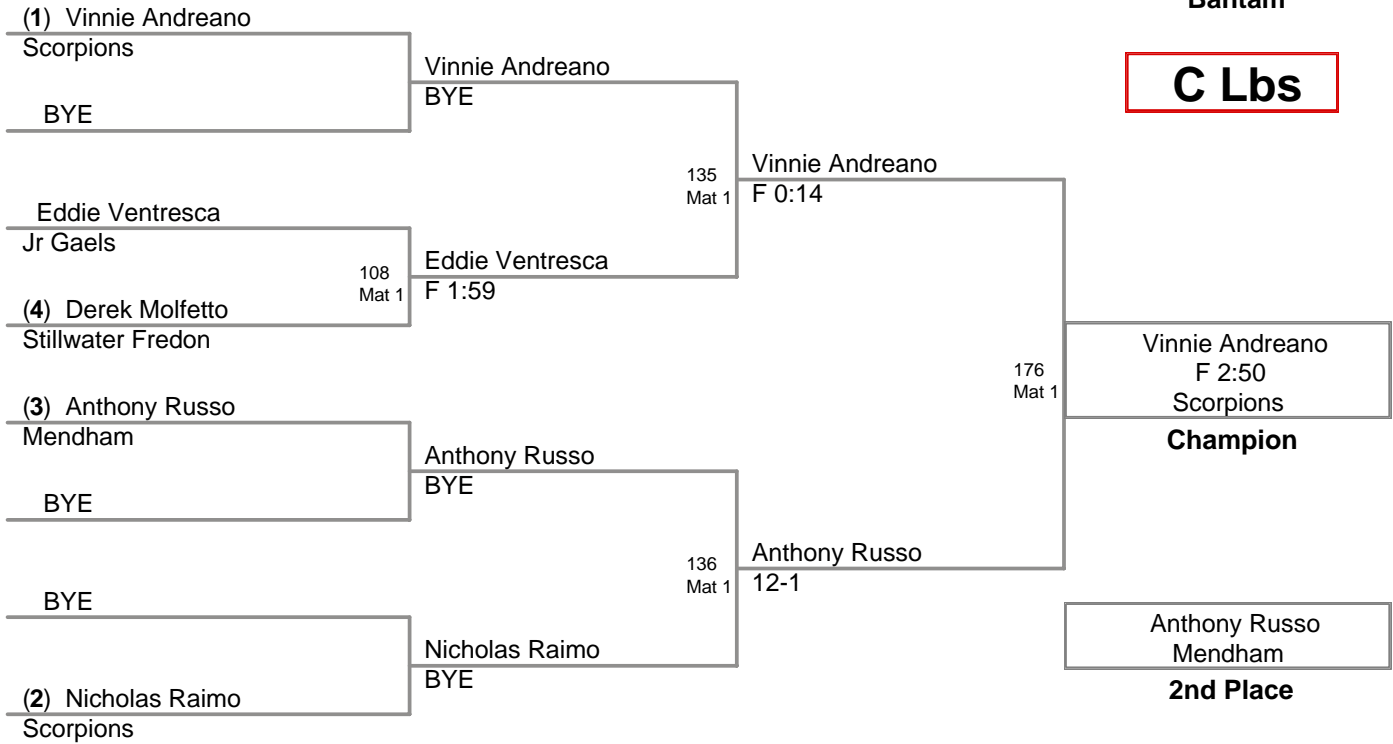 Bantam
C Lbs
(1) Vinnie Andreano
Scorpions
BYE
Eddie Ventresca
Jr Gaels
(4) Derek Molfetto
Stillwater Fredon
(3) Anthony Russo
Mendham
BYE
BYE
(2) Nicholas Raimo
Scorpions
Vinnie Andreano
BYE
108
Mat 1
Eddie Ventresca
F 1:59
Anthony Russo
BYE
Nicholas Raimo
BYE
135
Mat 1
Vinnie Andreano
F 0:14
136
Mat 1
Anthony Russo
12-1
176
Mat 1
Vinnie Andreano
F 2:50
Scorpions
Champion
Anthony Russo
Mendham
2nd Place